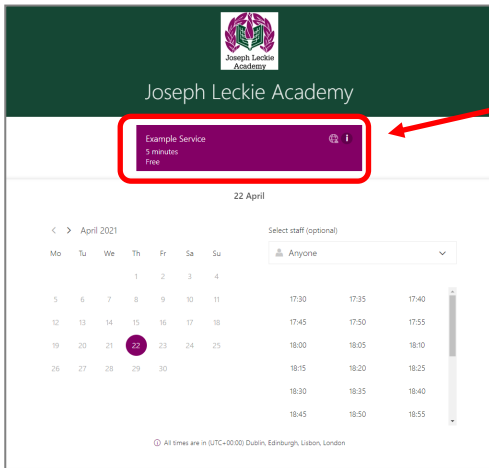 Joseph Leckie
Academy
Joseph Leckie Academy
Example Service
5 minutes
Free
22 April
April 2021
Select staff (optional)
Anyone
Mo Tu We Th Fr Sa Su
1 2 3 4
5 6 7 8 9 10 11
12 13 14 15 16 17 18
19 20 21 22 23 24 25
26 27 28 29 30
17:30 17:35 17:40
17:45 17:50 17:55
18:00 18:05 18:10
18:15 18:20 18:25
18:30 18:35 18:40
18:45 18:50 18:55
All times are in (UTC+00:00) Dublin, Edinburgh, Lisbon, London